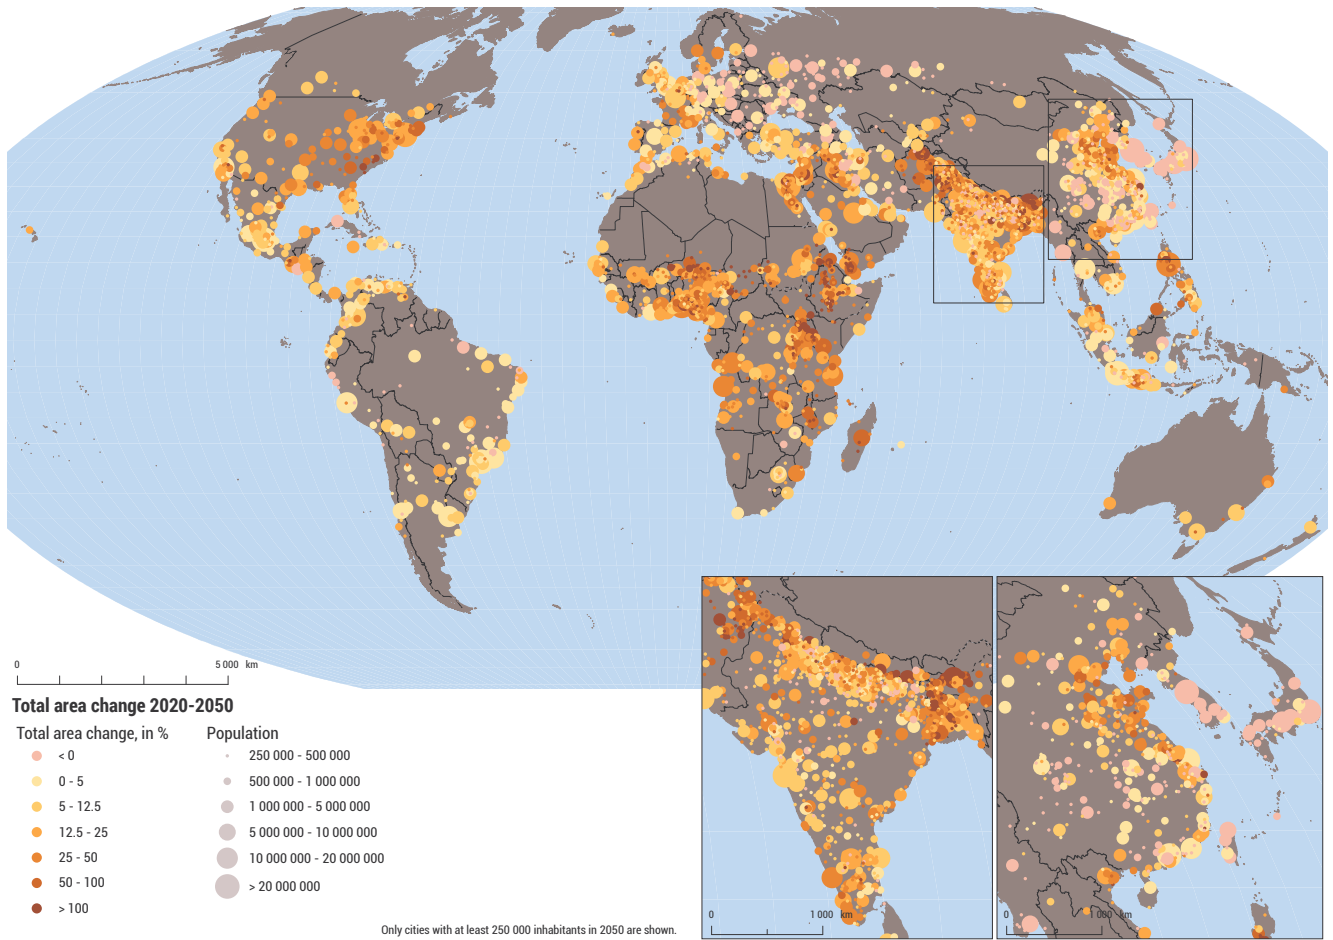 0 5 000 km
Total area change 2020-2050
Total area change, in %
< 0
0 - 5
5 - 12.5
12.5 - 25
25 - 50
50 - 100
> 100
Population
250 000 - 500 000
500 000 - 1 000 000
1 000 000 - 5 000 000
5 000 000 - 10 000 000
10 000 000 - 20 000 000
> 20 000 000
Only cities with at least 250 000 inhabitants in 2050 are shown.
0 1 000 km
0 1 000 km